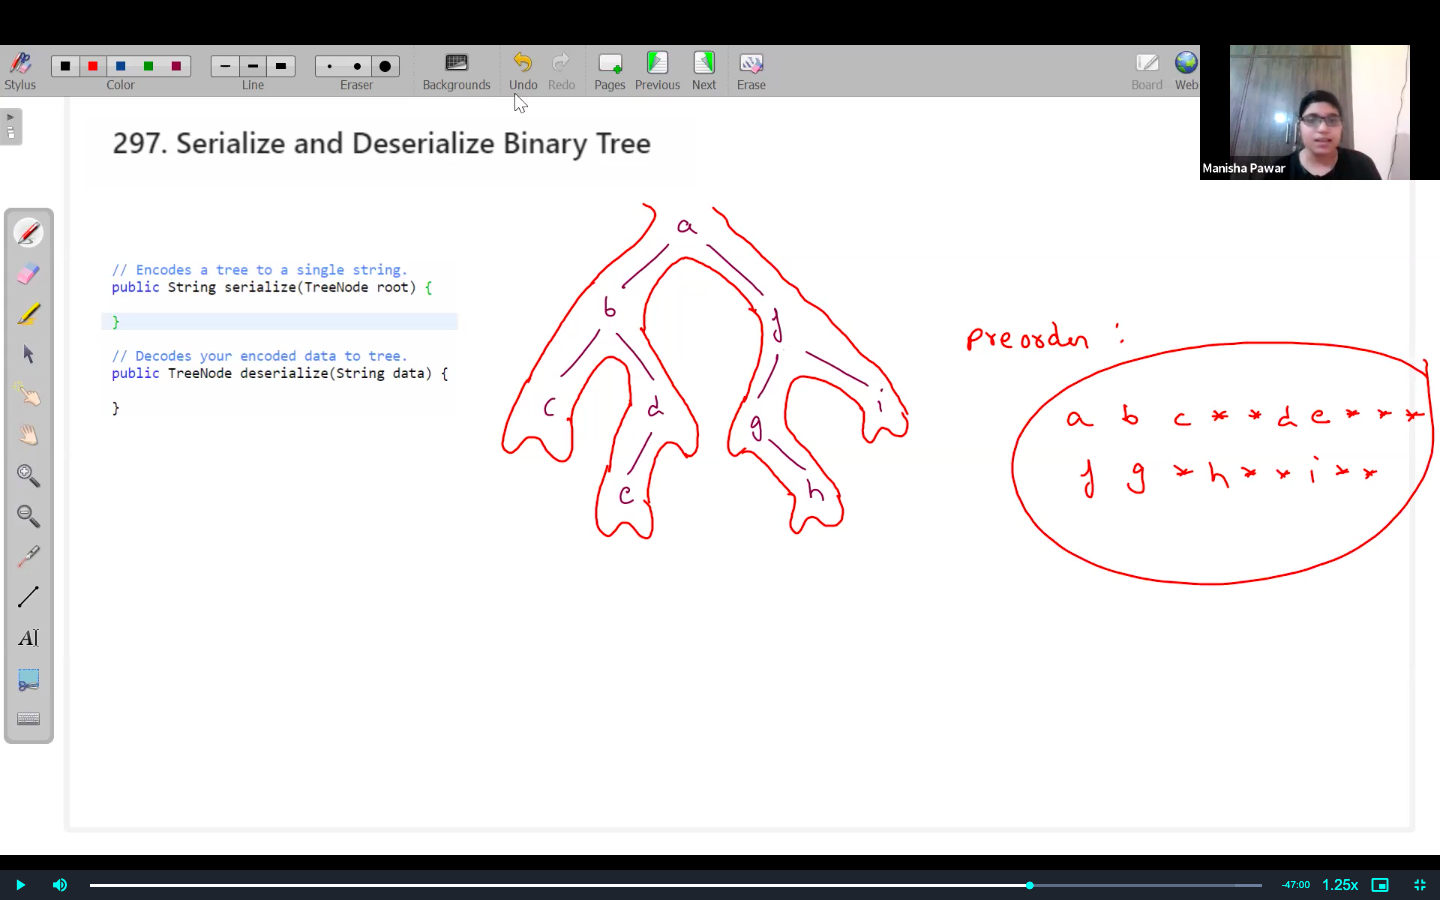 Stylus Color Line Eraser Backgrounds Undo Redo Pages Previous Next Erase Board Web
Manisha Pawar
297. Serialize and Deserialize Binary Tree
// Encodes a tree to a single string.
public String serialize(TreeNode root) {
}
// Decodes your encoded data to tree.
public TreeNode deserialize(String data) {
}
a
b f
c d g i
e h
preorder :
a b c * * d e * * *
f g * h * * i * *
AI
-47:00 1.25x